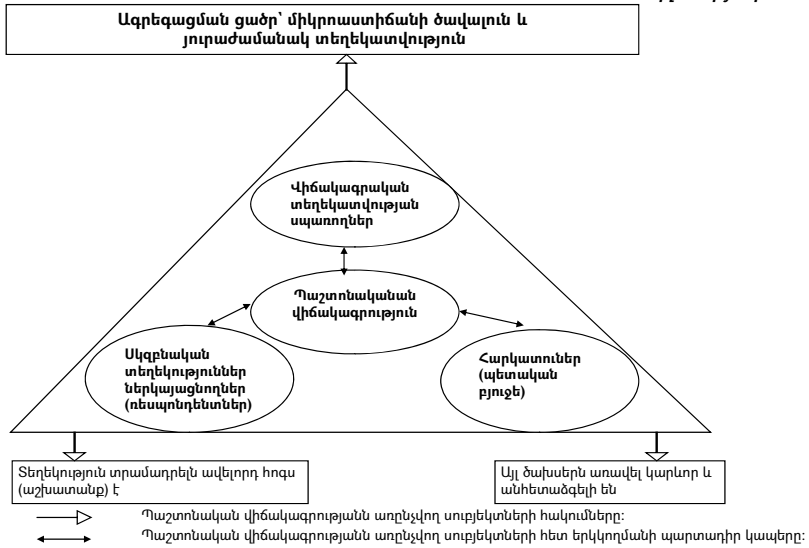 Ագրեգացման ցածր՝ միկրոաստիճանի ծավալուն և
յուրաժամանակ տեղեկատվություն
Վիճակագրական
տեղեկատվության
սպառողներ
Պաշտոնականան
վիճակագրություն
Սկզբնական
տեղեկություններ
ներկայացնողներ
(ռեսպոնդենտներ)
Հարկատուներ
(պետական
բյուջե)
Տեղեկություն տրամադրելն ավելորդ հոգս
(աշխատանք) է
Այլ ծախսերն առավել կարևոր և
անհետաձգելի են
Պաշտոնական վիճակագրությանն առընչվող սուբյեկտների հակումները:
Պաշտոնական վիճակագրությանն առընչվող սուբյեկտների հետ երկկողմանի պարտադիր կապերը: